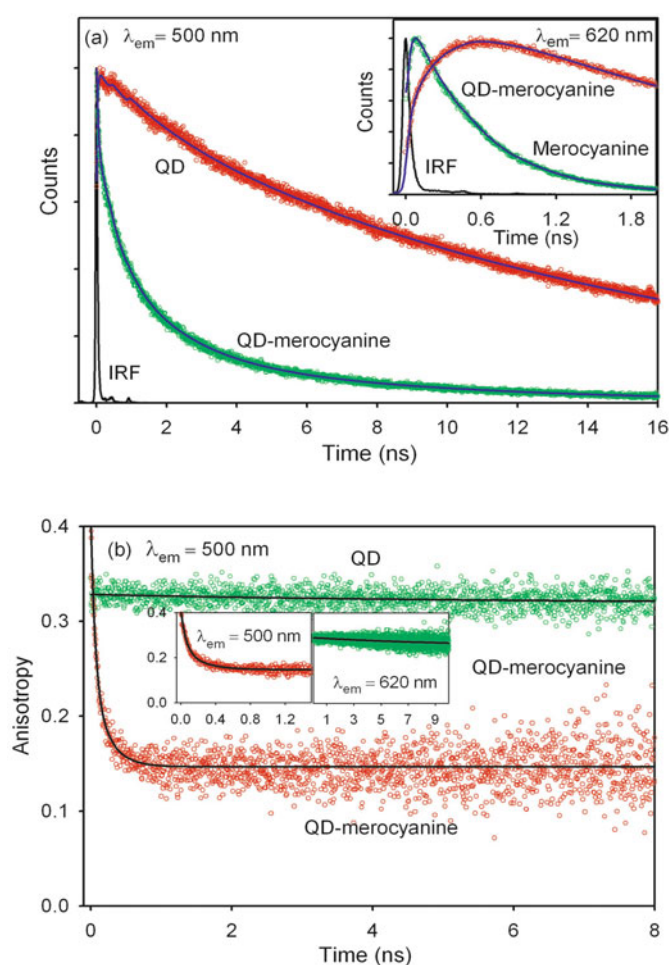 (a) λem = 500 nm
λem = 620 nm
QD-merocyanine
Merocyanine
IRF
Counts
0.0 0.6 1.2 1.8
Time (ns)
QD
QD-merocyanine
IRF
Counts
0 2 4 6 8 10 12 14 16
Time (ns)
(b) λem = 500 nm
QD
0.4
0.3
0.2
0.1
0.0
Anisotropy
0.4
0.2
0.0
λem = 500 nm
λem = 620 nm
0.0 0.4 0.8 1.2
1 3 5 7 9
QD-merocyanine
QD-merocyanine
0 2 4 6 8
Time (ns)